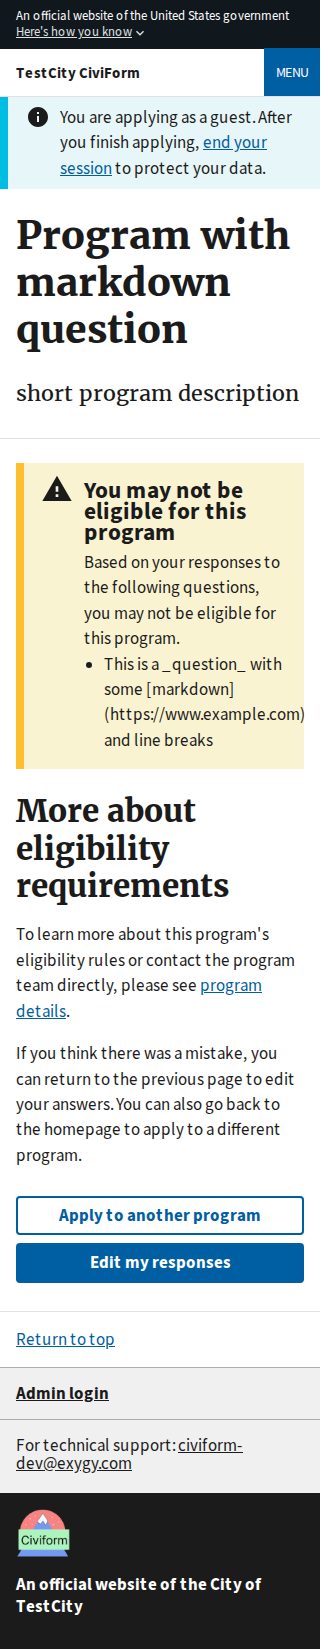 An official website of the United States government
Here's how you know
TestCity CiviForm
MENU
You are applying as a guest. After
you finish applying, end your
session to protect your data.
Program with
markdown
question
short program description
You may not be
eligible for this
program
Based on your responses to
the following questions,
you may not be eligible for
this program.
This is a _question_ with
some [markdown]
(https://www.example.com)
and line breaks
More about
eligibility
requirements
To learn more about this program's
eligibility rules or contact the program
team directly, please see program
details.
If you think there was a mistake, you
can return to the previous page to edit
your answers. You can also go back to
the homepage to apply to a different
program.
Apply to another program
Edit my responses
Return to top
Admin login
For technical support: civiform-
dev@exygy.com
Civiform
An official website of the City of
TestCity